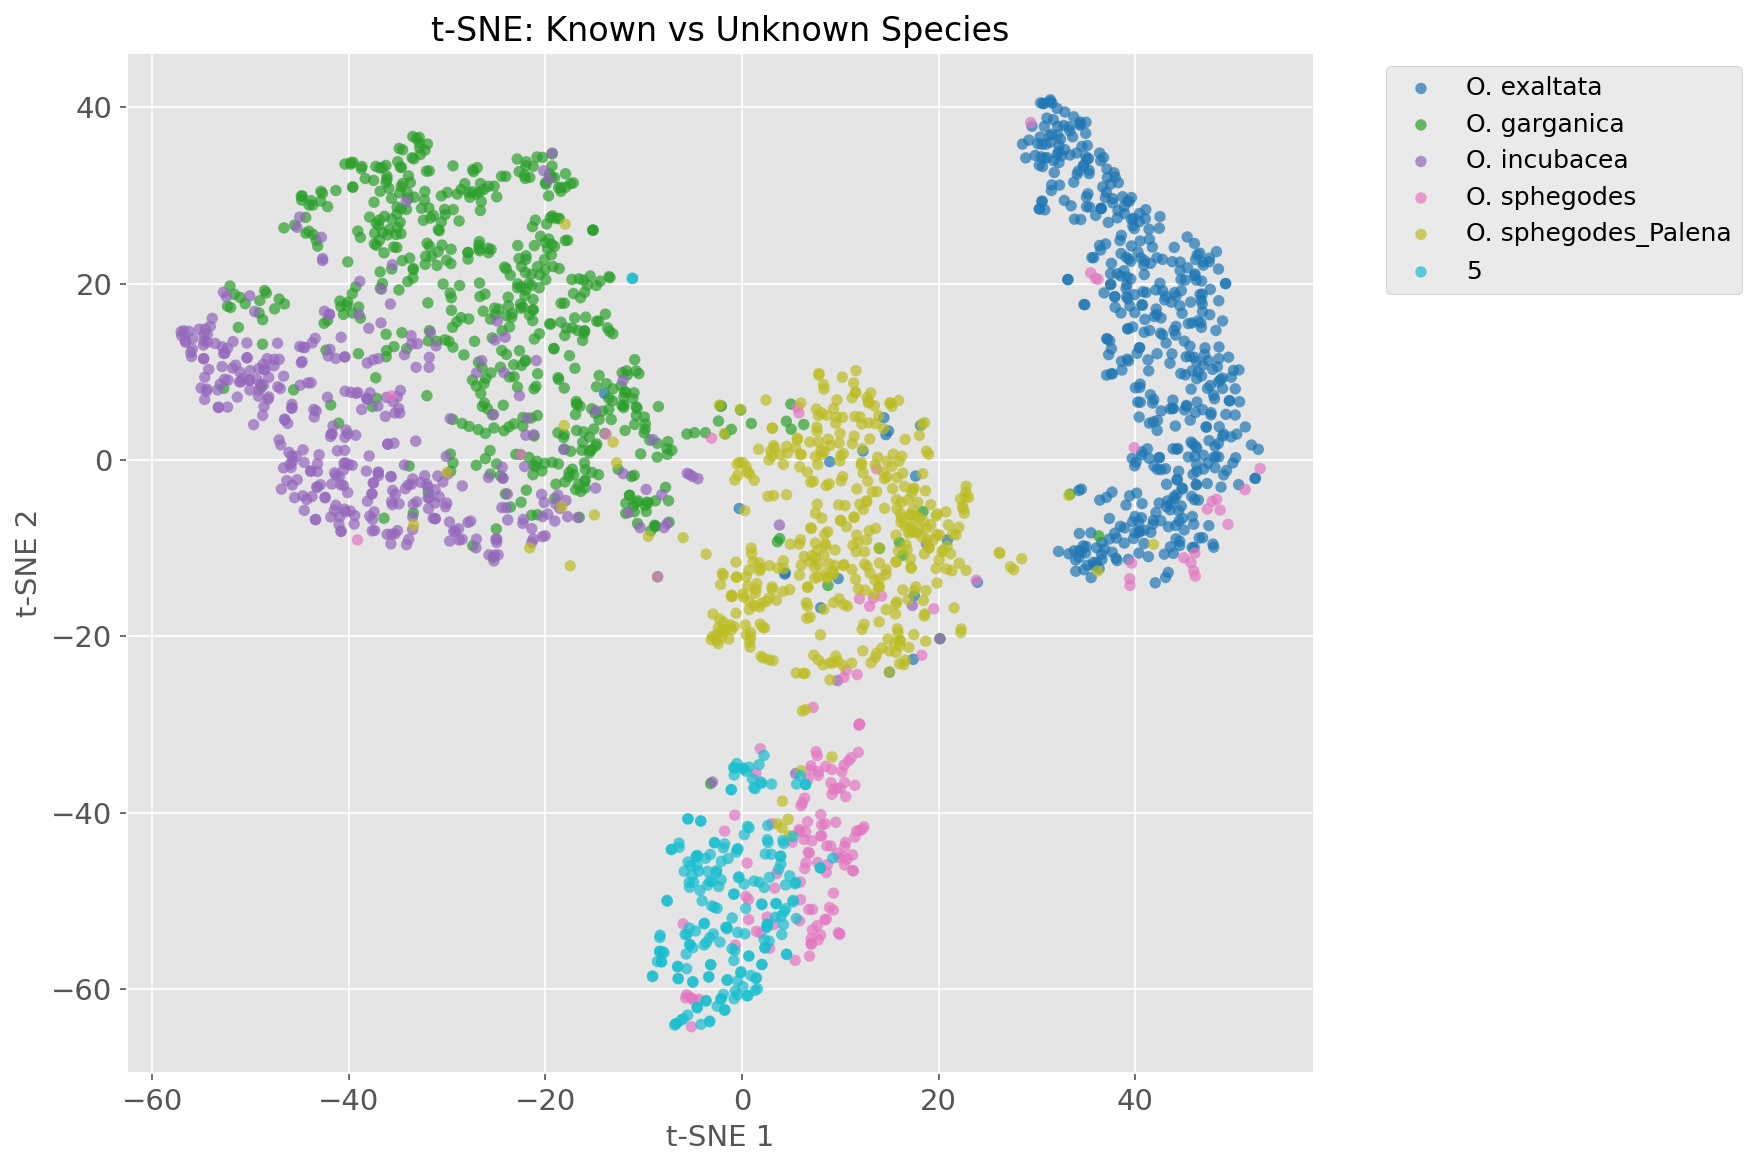 t-SNE: Known vs Unknown Species
40
20
0
−20
−40
−60
t-SNE 2
−60
−40
−20
0
20
40
t-SNE 1
O. exaltata
O. garganica
O. incubacea
O. sphegodes
O. sphegodes_Palena
5